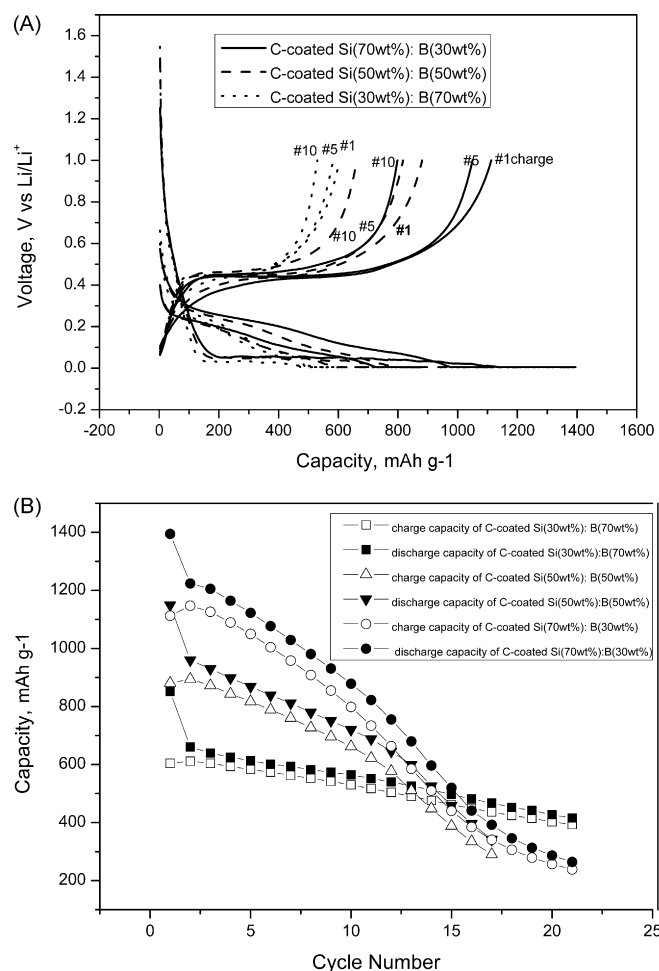 (A)
1.6
1.4
1.2
1.0
0.8
0.6
0.4
0.2
0.0
-0.2
Voltage, V vs Li/Li+
C-coated Si(70wt%): B(30wt%)
C-coated Si(50wt%): B(50wt%)
C-coated Si(30wt%): B(70wt%)
#10 #5 #1
#10
#5 #1charge
#10 #5 #1
-200 0 200 400 600 800 1000 1200 1400 1600
Capacity, mAh g-1
(B)
1400
1200
1000
800
600
400
200
Capacity, mAh g-1
charge capacity of C-coated Si(30wt%): B(70wt%)
discharge capacity of C-coated Si(30wt%):B(70wt%)
charge capacity of C-coated Si(50wt%): B(50wt%)
discharge capacity of C-coated Si(50wt%):B(50wt%)
charge capacity of C-coated Si(70wt%): B(30wt%)
discharge capacity of C-coated Si(70wt%):B(30wt%)
0 5 10 15 20 25
Cycle Number